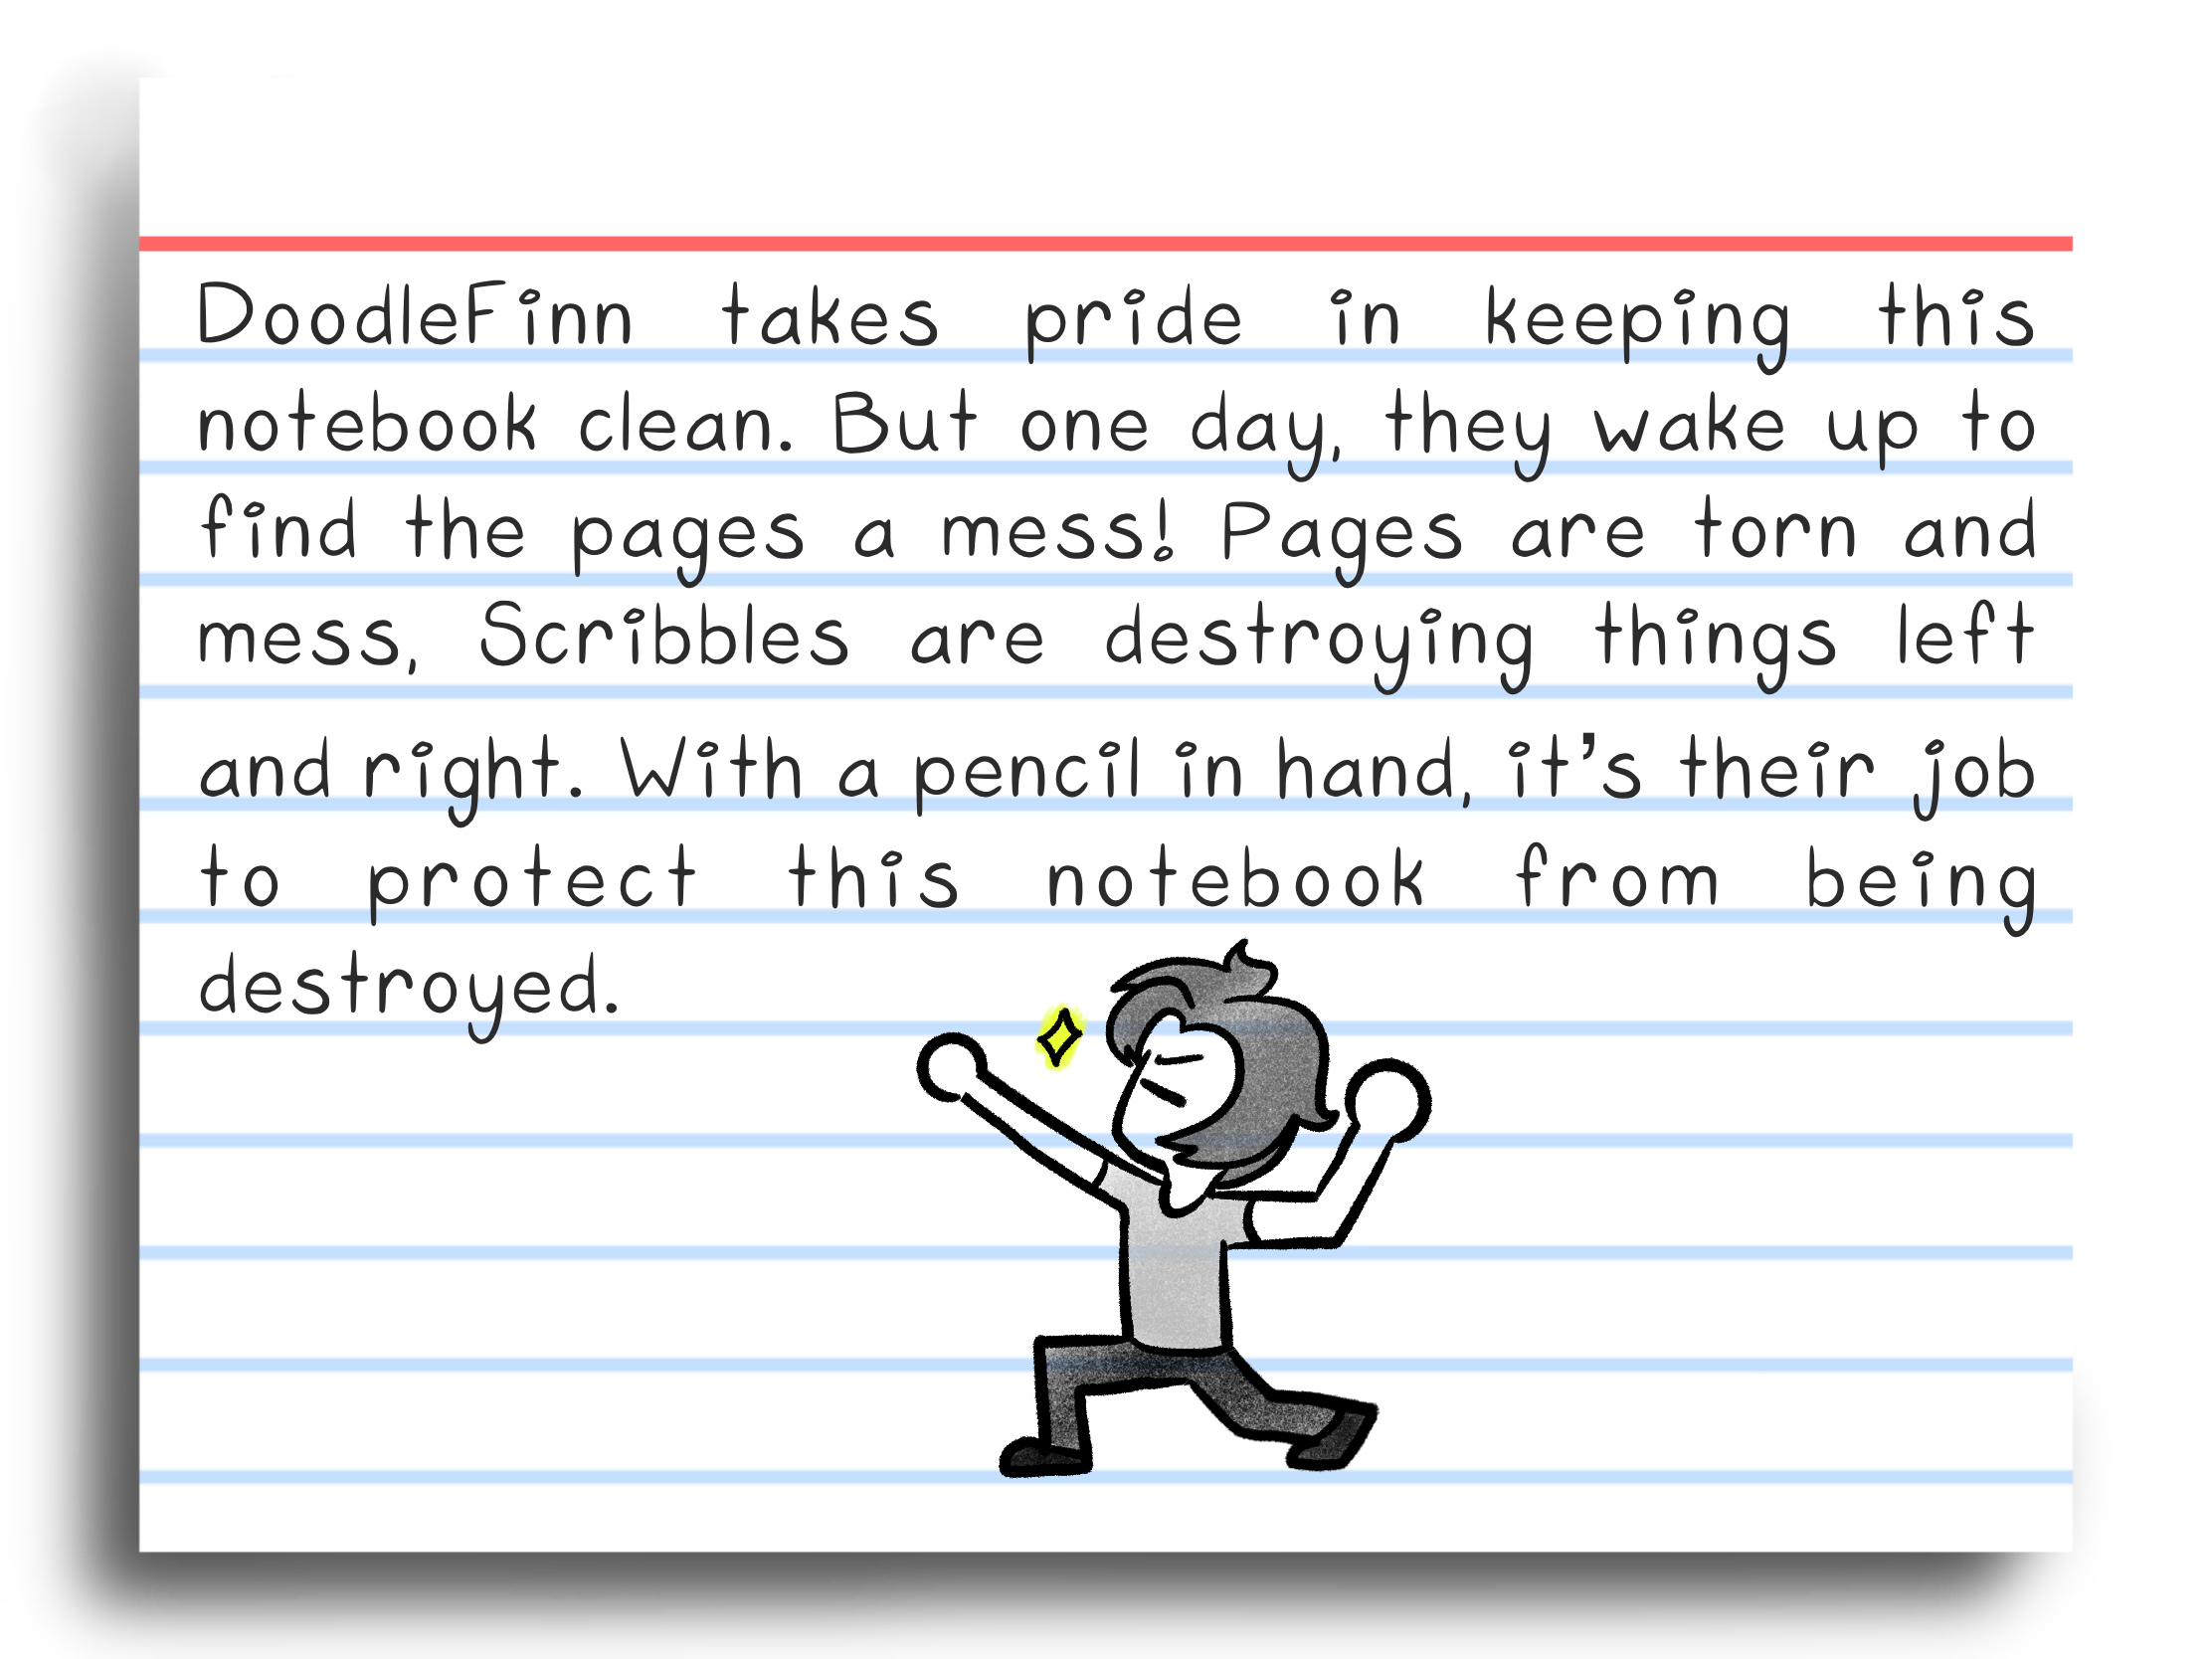 DoodleFinn takes pride in keeping this
notebook clean. But one day, they wake up to
find the pages a mess! Pages are torn and
mess, Scribbles are destroying things left
and right. With a pencil in hand, it’s their job
to protect this notebook from being
destroyed.